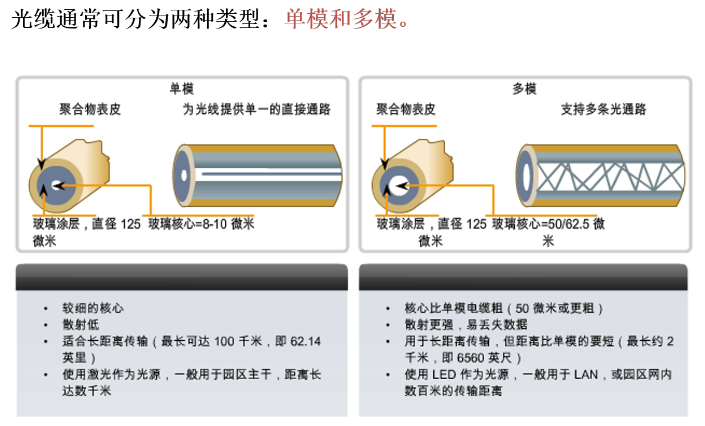 光缆通常可分为两种类型：单模和多模。
单模
聚合物表皮
为光线提供单一的直接通路
玻璃涂层，直径 125
微米
玻璃核心=8-10 微米
多模
聚合物表皮
支持多条光通路
玻璃涂层，直径 125
微米
玻璃核心=50/62.5 微
米
• 较细的核心
• 散射低
• 适合长距离传输（最长可达 100 千米，即 62.14
英里）
• 使用激光作为光源，一般用于园区主干，距离长
达数千米
• 核心比单模电缆粗（50 微米或更粗）
• 散射更强，易丢失数据
• 用于长距离传输，但距离比单模的要短（最长约 2
千米，即 6560 英尺）
• 使用 LED 作为光源，一般用于 LAN，或园区网内
数百米的传输距离